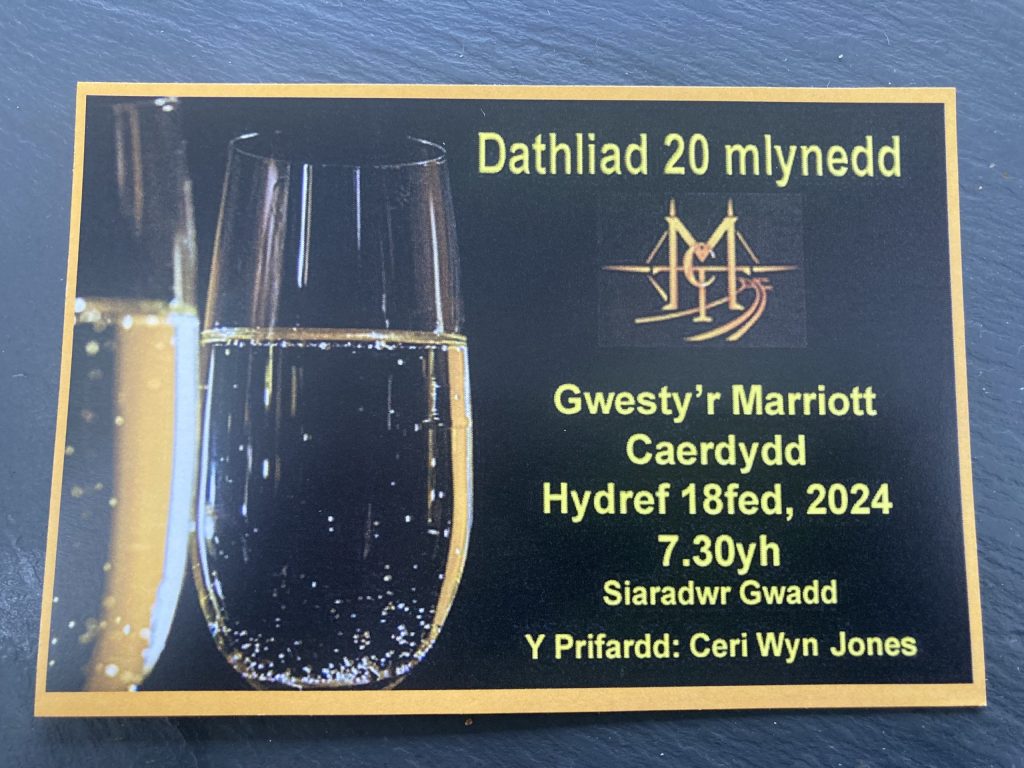 Dathliad 20 mlynedd
Gwesty'r Marriott
Caerdydd
Hydref 18fed, 2024
7.30yh
Siaradwr Gwadd
Y Prifardd: Ceri Wyn Jones